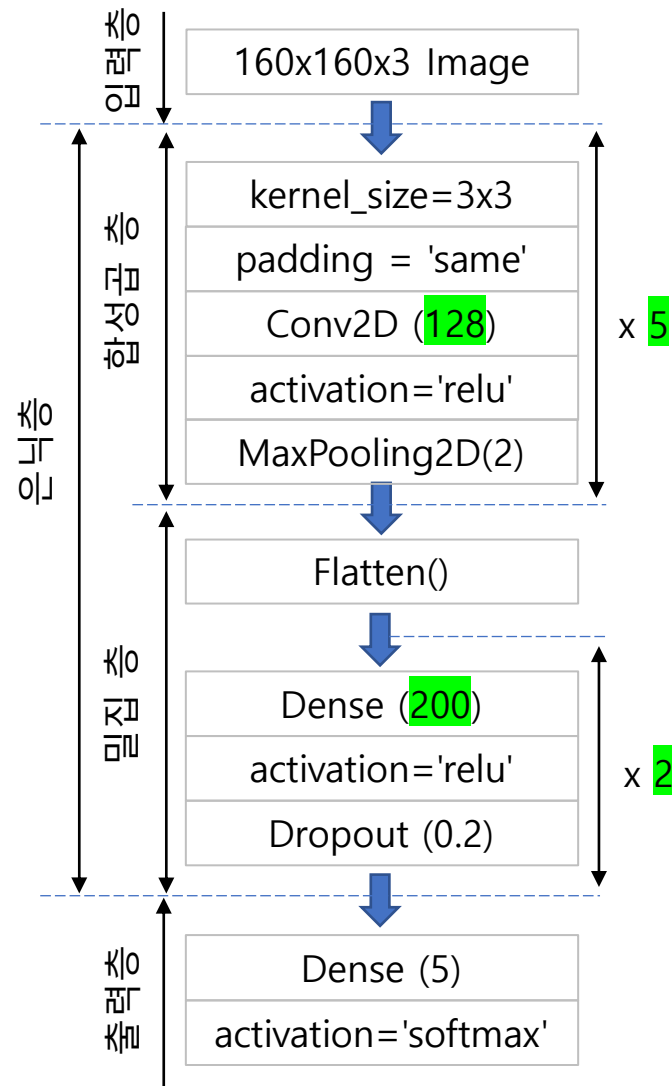 입력층
160x160x3 Image
은닉층
합성곱 층
kernel_size=3x3
padding = 'same'
Conv2D (128)
activation='relu'
MaxPooling2D(2)
x 5
밀집 층
Flatten()
Dense (200)
activation='relu'
Dropout (0.2)
x 2
출력층
Dense (5)
activation='softmax'